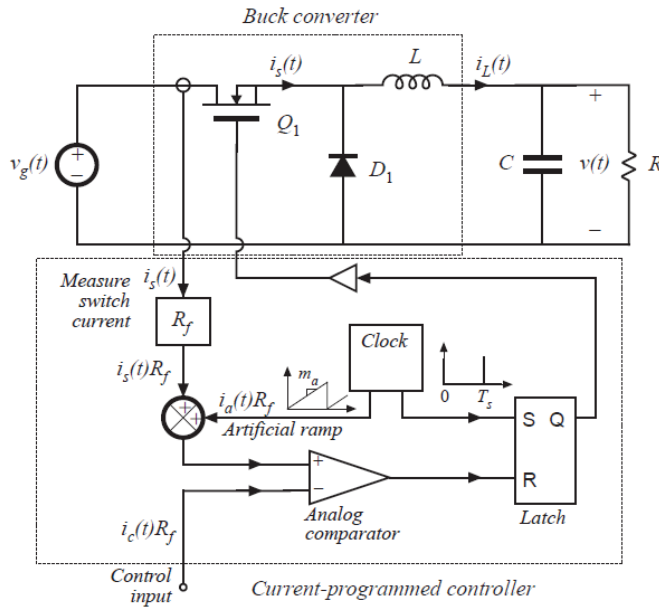 Buck converter
i_s(t)
L
i_L(t)
+
Q_1
v_g(t)
+
−
D_1
C
v(t)
R
−
Measure
switch
current
i_s(t)
R_f
Clock
i_s(t)R_f
m_a
0
T_s
+
+
i_a(t)R_f
Artificial ramp
S Q
R
+
−
Analog
comparator
Latch
i_c(t)R_f
Control
input
Current-programmed controller